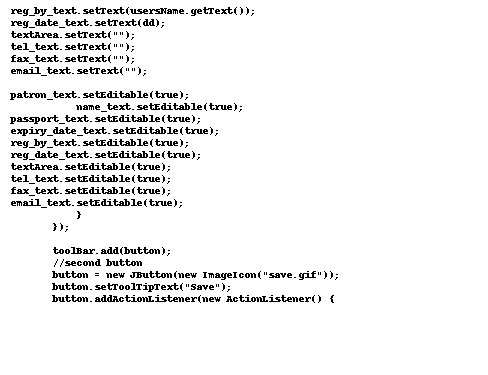 reg_by_text.setText(usersName.getText());
reg_date_text.setText(dd);
textArea.setText("");
tel_text.setText("");
fax_text.setText("");
email_text.setText("");

patron_text.setEditable(true);
           name_text.setEditable(true);
passport_text.setEditable(true);
expiry_date_text.setEditable(true);
reg_by_text.setEditable(true);
reg_date_text.setEditable(true);
textArea.setEditable(true);
tel_text.setEditable(true);
fax_text.setEditable(true);
email_text.setEditable(true);
           }
       });

       toolBar.add(button);
       //second button
       button = new JButton(new ImageIcon("save.gif"));
       button.setToolTipText("Save");
       button.addActionListener(new ActionListener() {